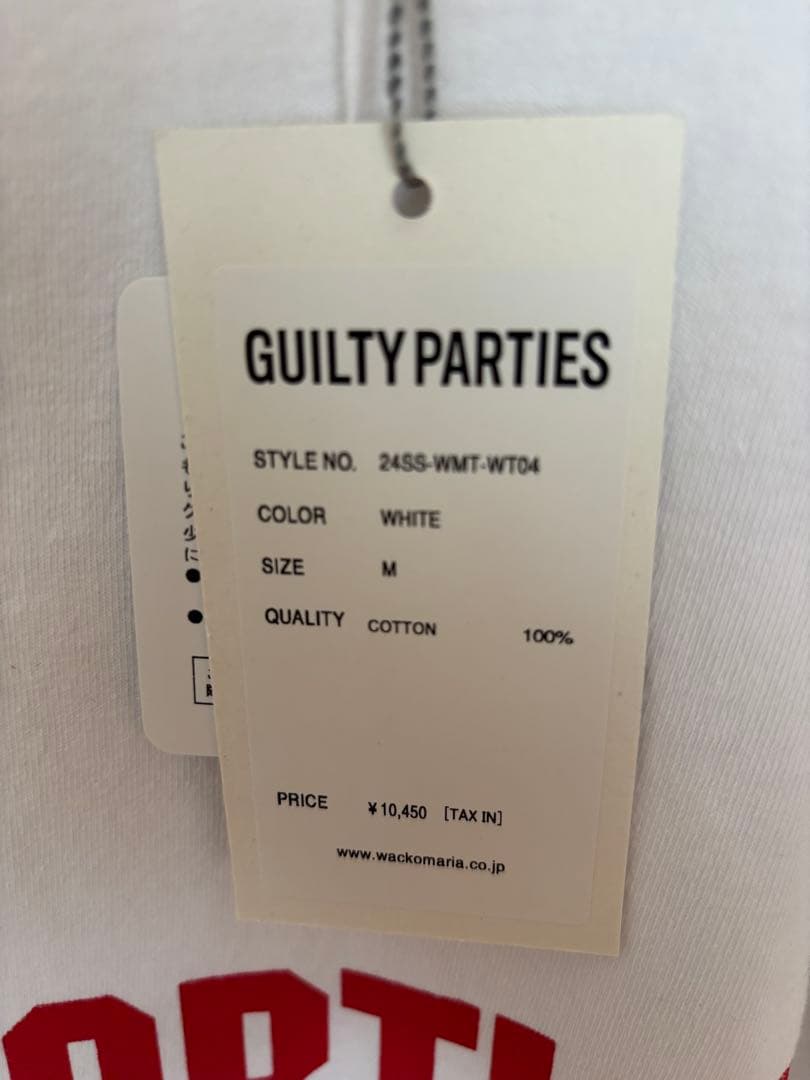 GUILTY PARTIES
STYLE NO. 24SS-WMT-WT04
COLOR WHITE
SIZE M
QUALITY COTTON 100%
PRICE ¥10,450 [TAX IN]
www.wackomaria.co.jp